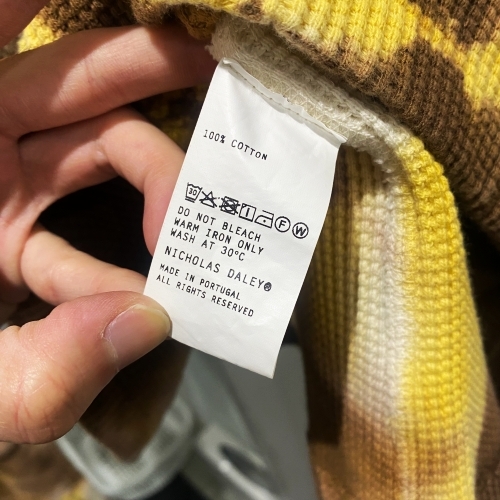 100% COTTON
30 F W
DO NOT BLEACH
WARM IRON ONLY
WASH AT 30°C
NICHOLAS DALEY®
MADE IN PORTUGAL
ALL RIGHTS RESERVED